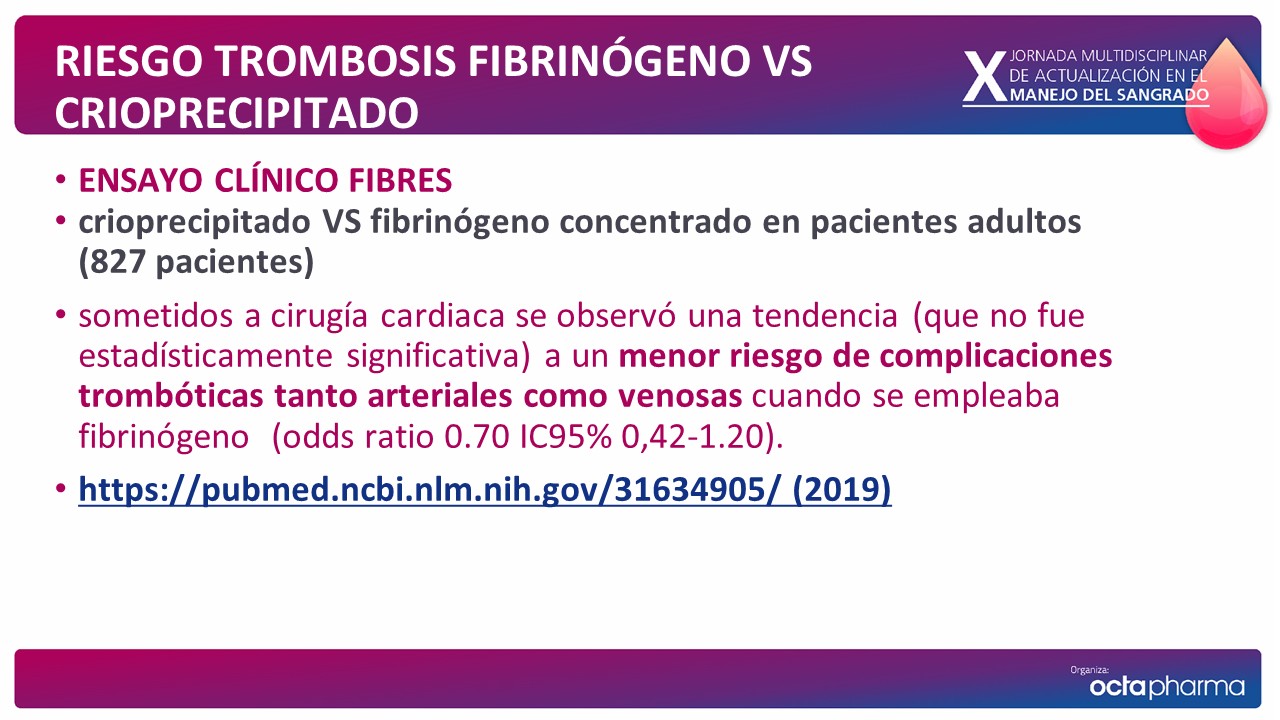 RIESGO TROMBOSIS FIBRINÓGENO VS
CRIOPRECIPITADO
X JORNADA MULTIDISCIPLINAR
DE ACTUALIZACIÓN EN EL
MANEJO DEL SANGRADO
• ENSAYO CLÍNICO FIBRES
• crioprecipitado VS fibrinógeno concentrado en pacientes adultos
(827 pacientes)
• sometidos a cirugía cardiaca se observó una tendencia (que no fue
estadísticamente significativa) a un menor riesgo de complicaciones
trombóticas tanto arteriales como venosas cuando se empleaba
fibrinógeno (odds ratio 0.70 IC95% 0,42-1.20).
• https://pubmed.ncbi.nlm.nih.gov/31634905/ (2019)
Organiza:
octapharma